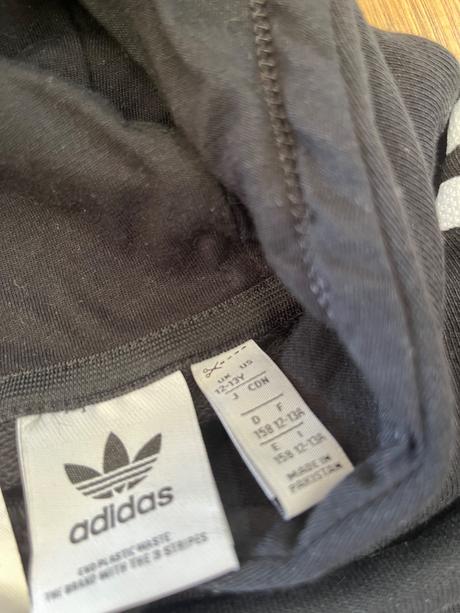 adidas
END PLASTIC WASTE
THE BRAND WITH THE 3 STRIPES
UK US
12-13Y
J CDN
D F
158 12-13A
E I
158 12-13A
MADE IN
PAKISTAN